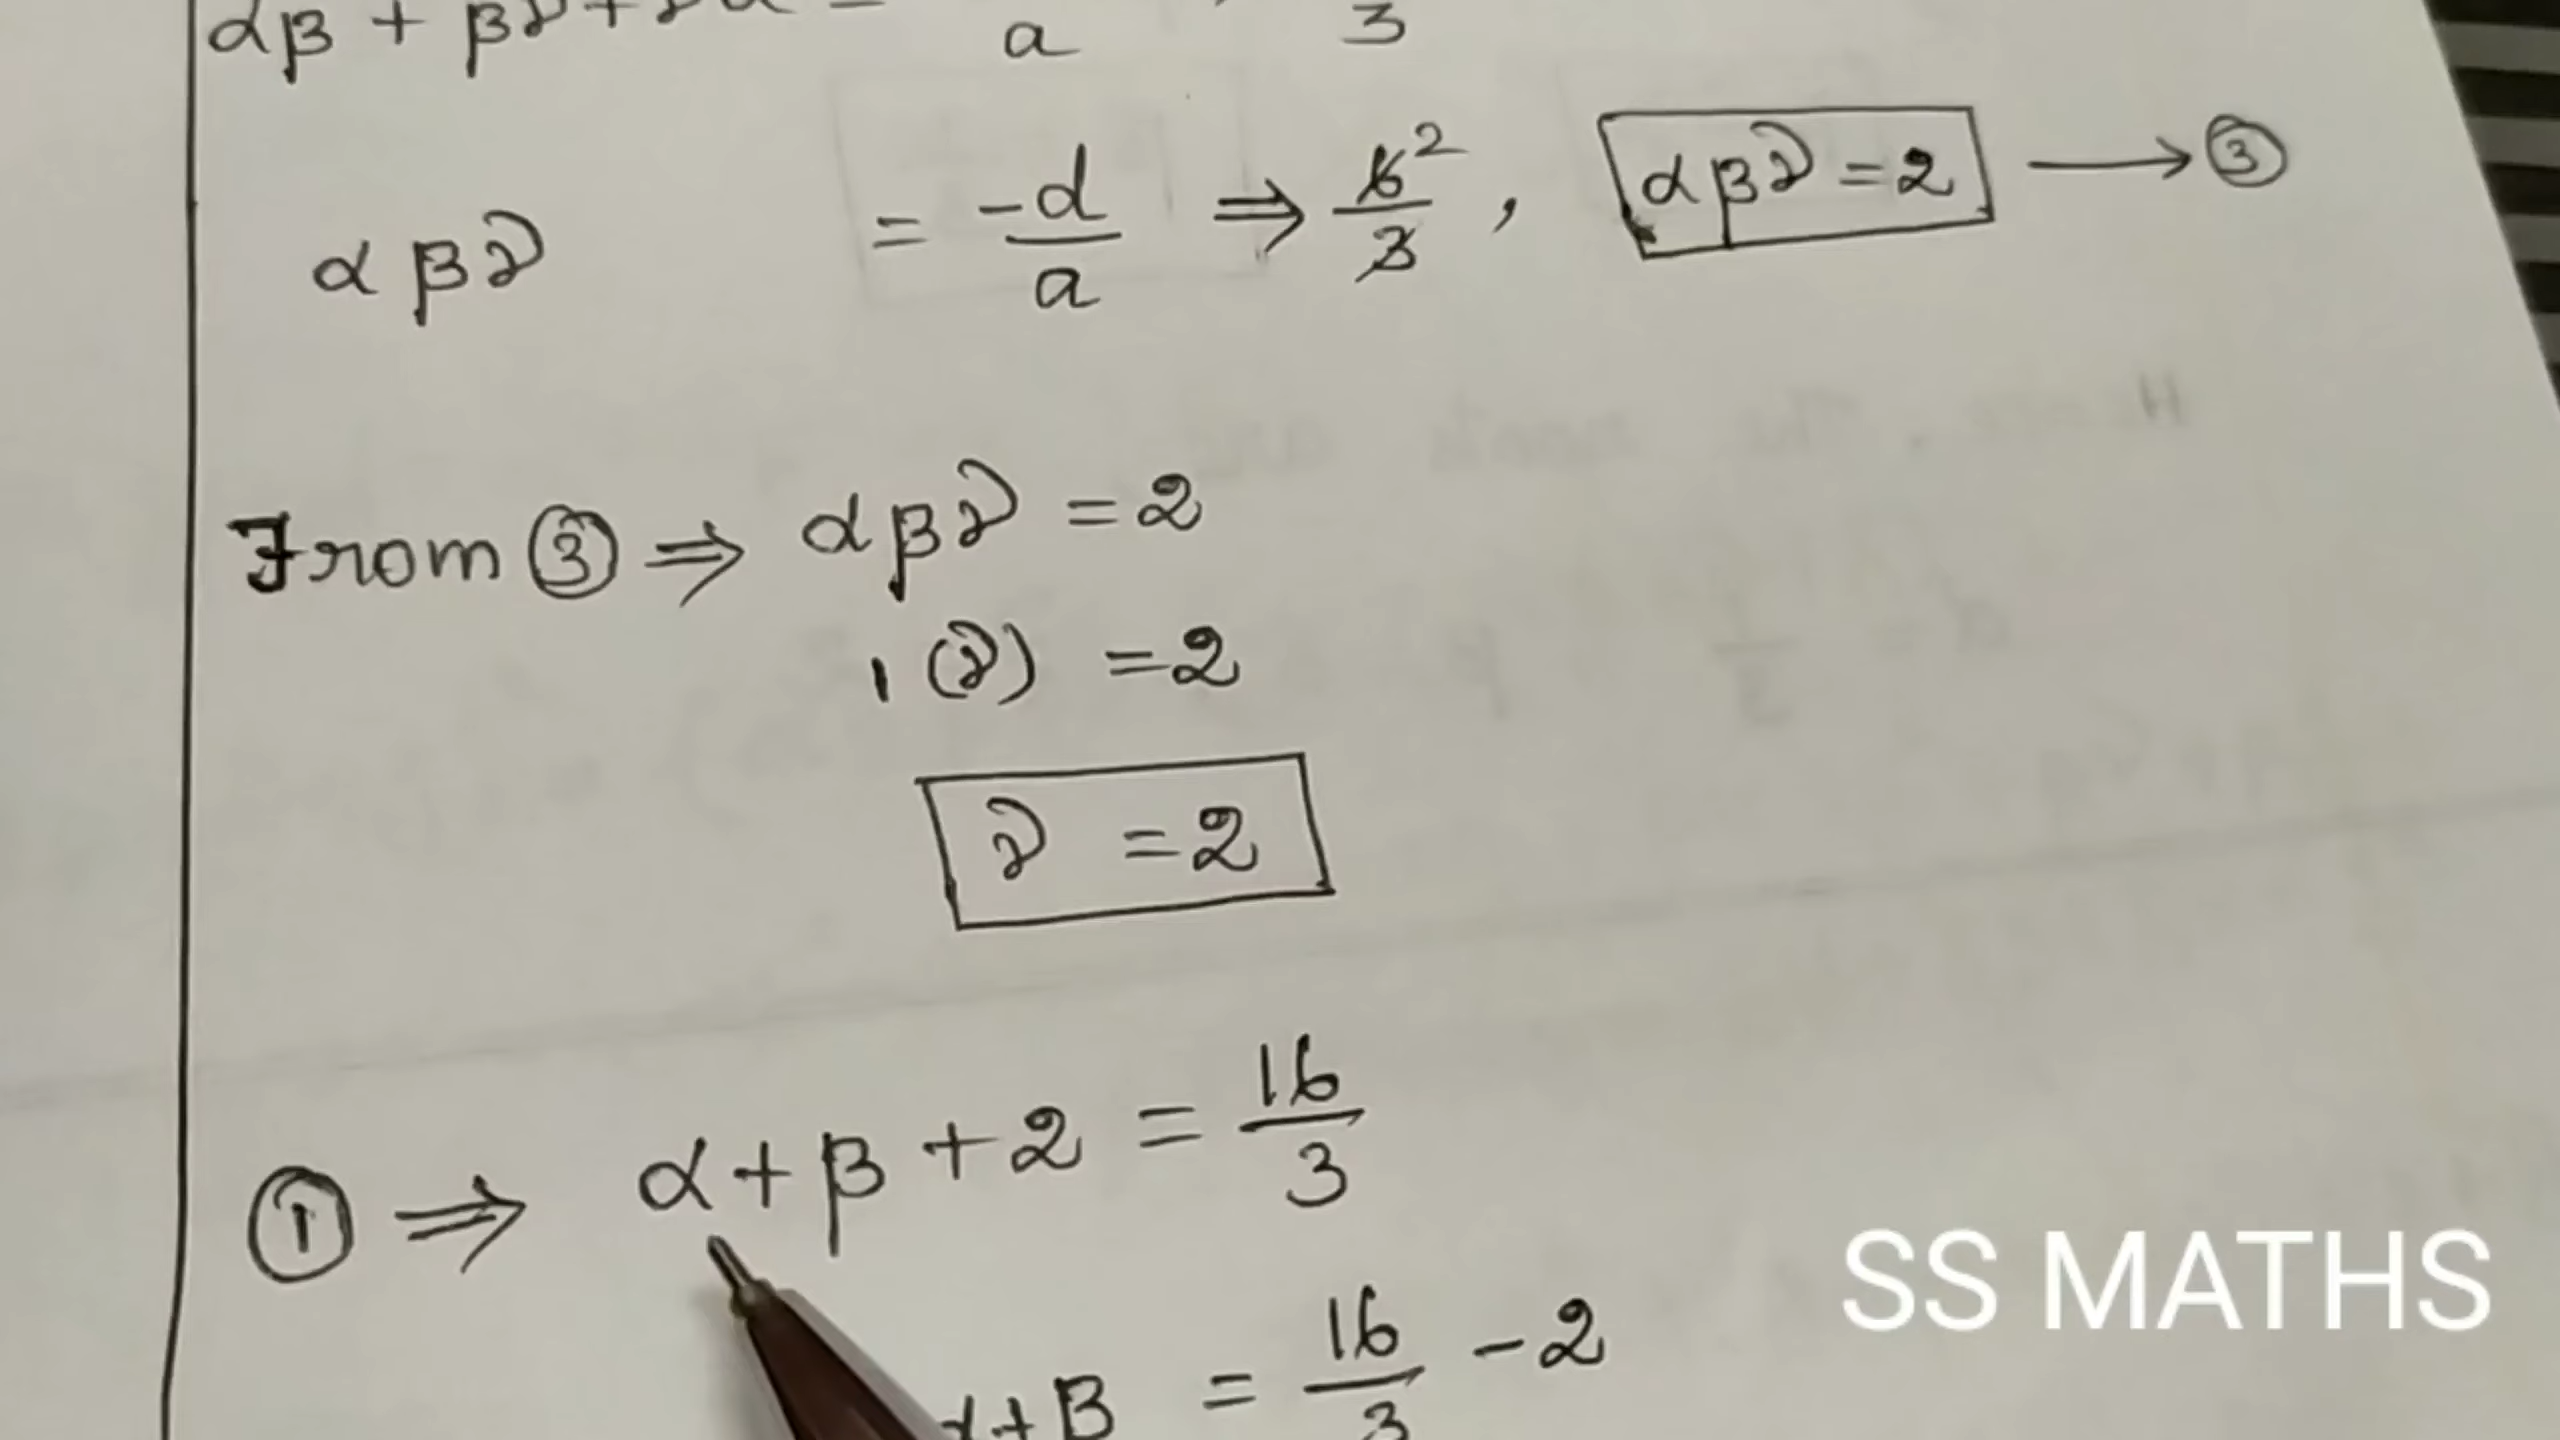 αβ + βγ + γα = /a, /3
αβγ = -d/a ⇒ 6²/3, αβγ = 2 → ③
From ③ ⇒ αβγ = 2
1(γ) = 2
γ = 2
① ⇒ α + β + 2 = 16/3
α + β = 16/3 - 2
SS MATHS